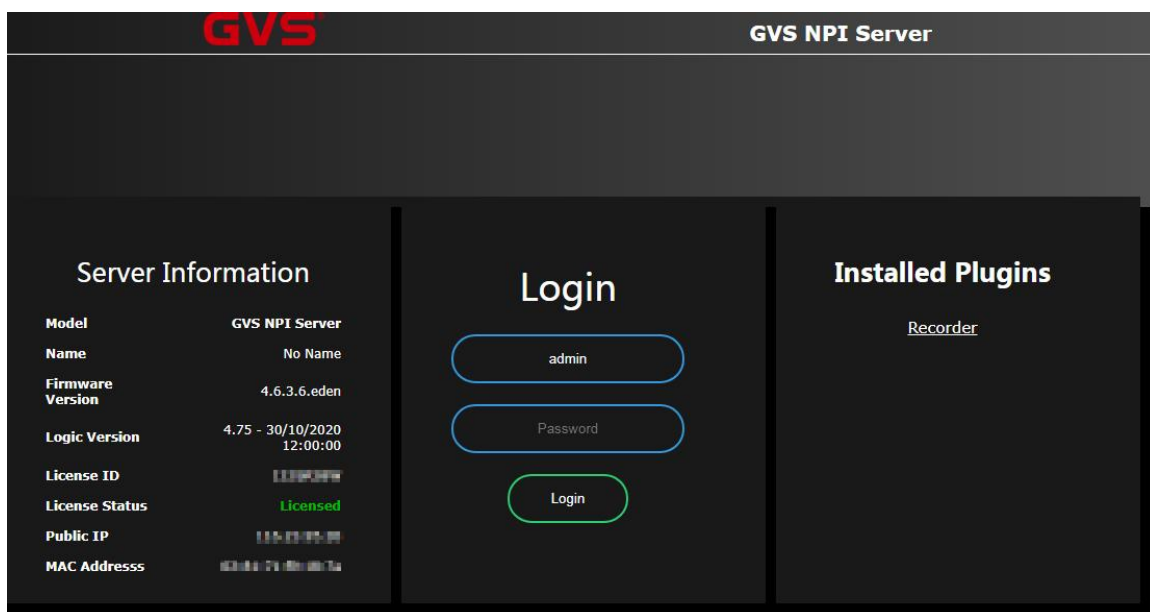 GVS
GVS NPI Server
Server Information
Model GVS NPI Server
Name No Name
Firmware Version 4.6.3.6.eden
Logic Version 4.75 - 30/10/2020 12:00:00
License ID
License Status Licensed
Public IP
MAC Addresss
Login
admin
Password
Login
Installed Plugins
Recorder